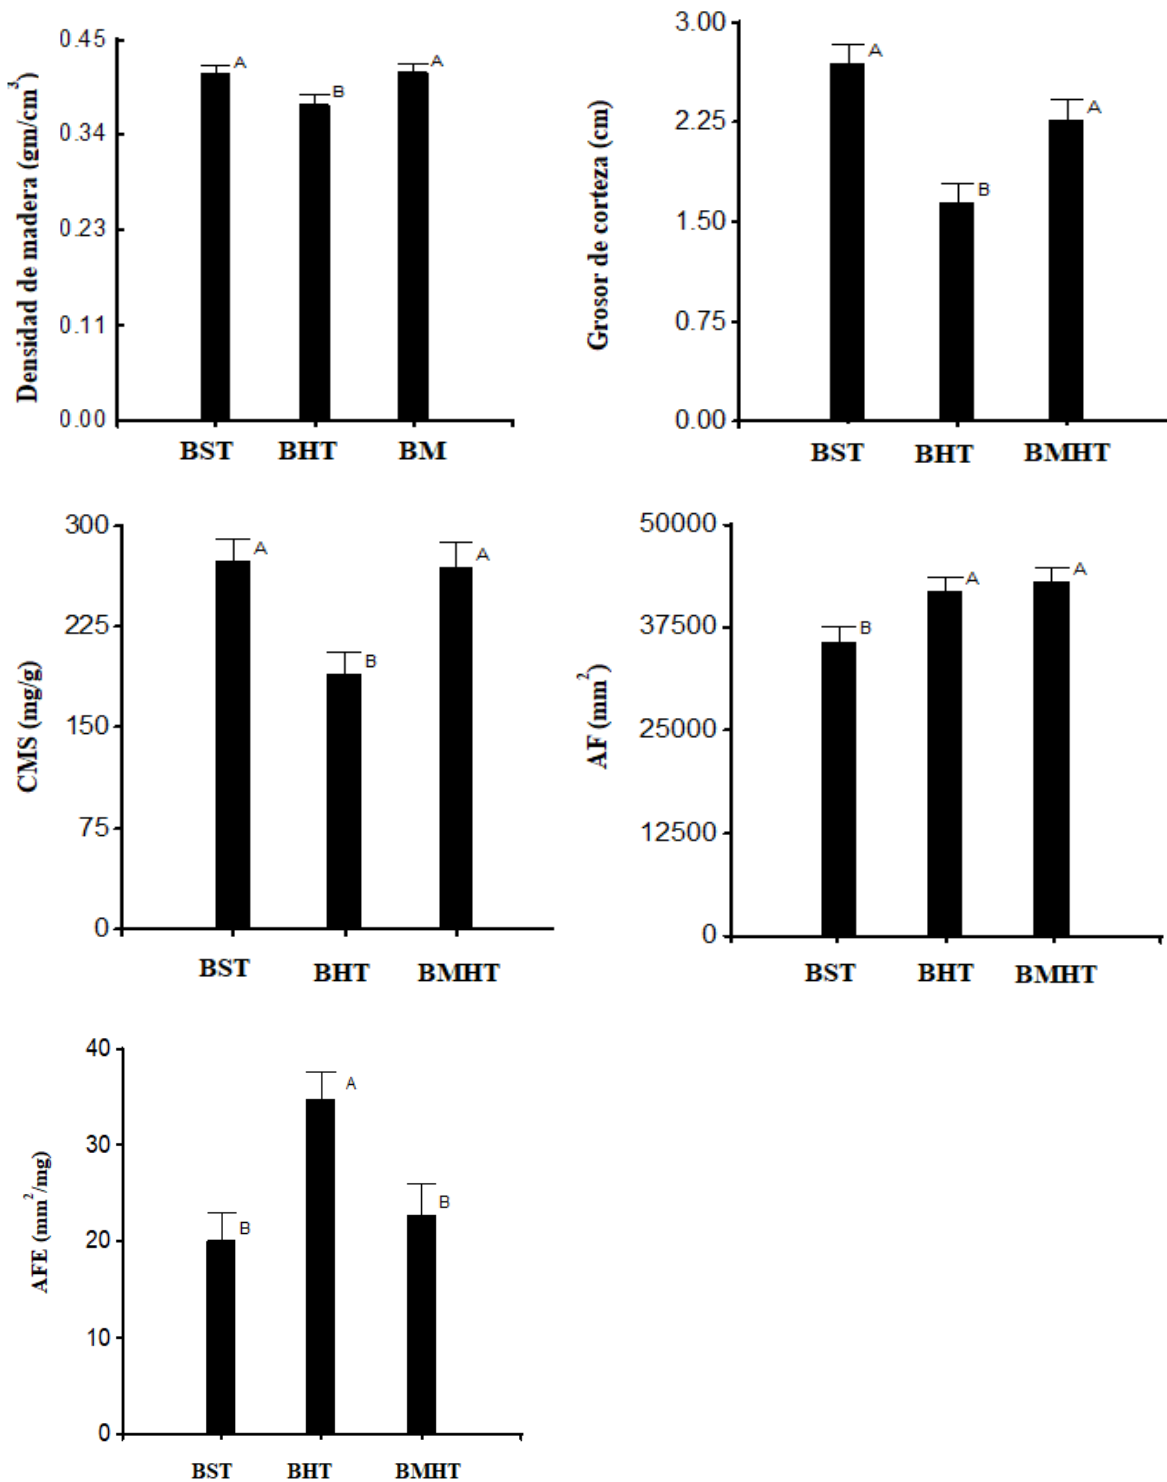 Densidad de madera (gm/cm³)
0.45
0.34
0.23
0.11
0.00
A
B
A
BST BHT BM
Grosor de corteza (cm)
3.00
2.25
1.50
0.75
0.00
A
B
A
BST BHT BMHT
CMS (mg/g)
300
225
150
75
0
A
B
A
BST BHT BMHT
AF (mm²)
50000
37500
25000
12500
0
B
A
A
BST BHT BMHT
AFE (mm²/mg)
40
30
20
10
0
B
A
B
BST BHT BMHT